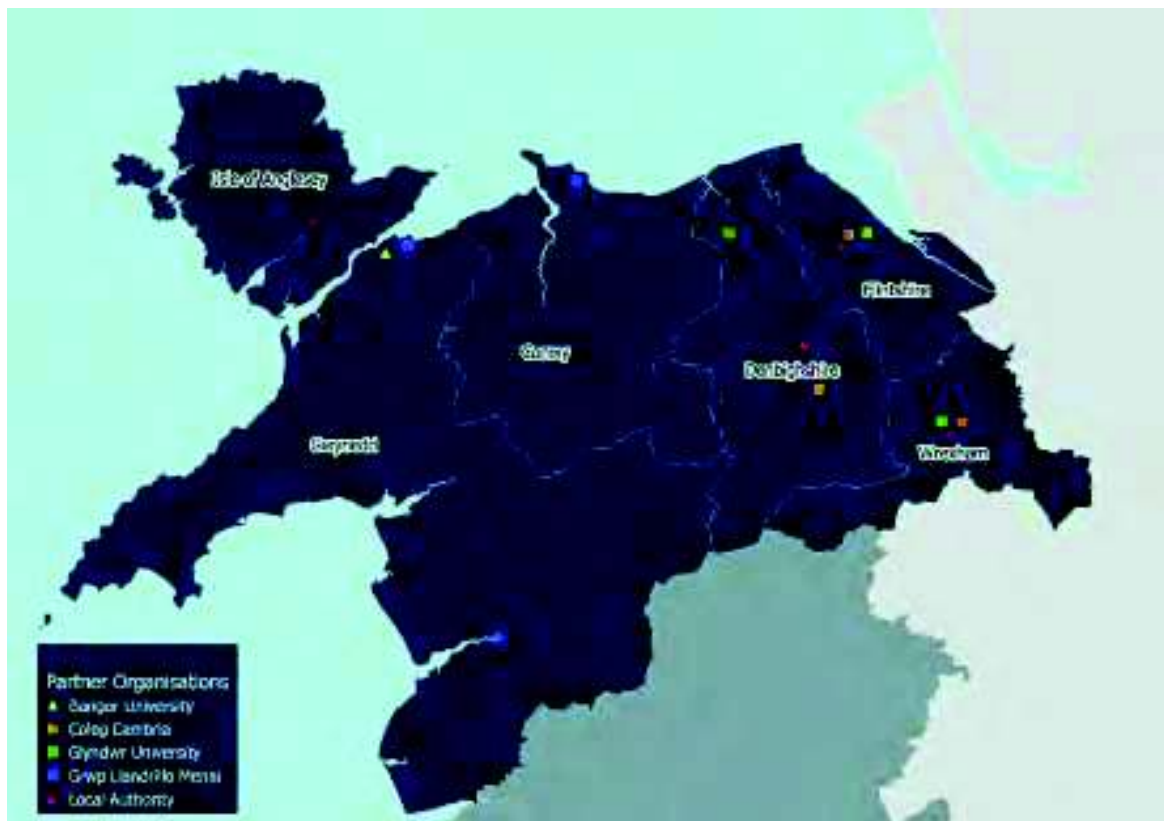 Isle of Anglesey
Flintshire
Conwy
Denbighshire
Gwynedd
Wrexham
Partner Organisations
Bangor University
Coleg Cambria
Glyndwr University
Grwp Llandrillo Menai
Local Authority